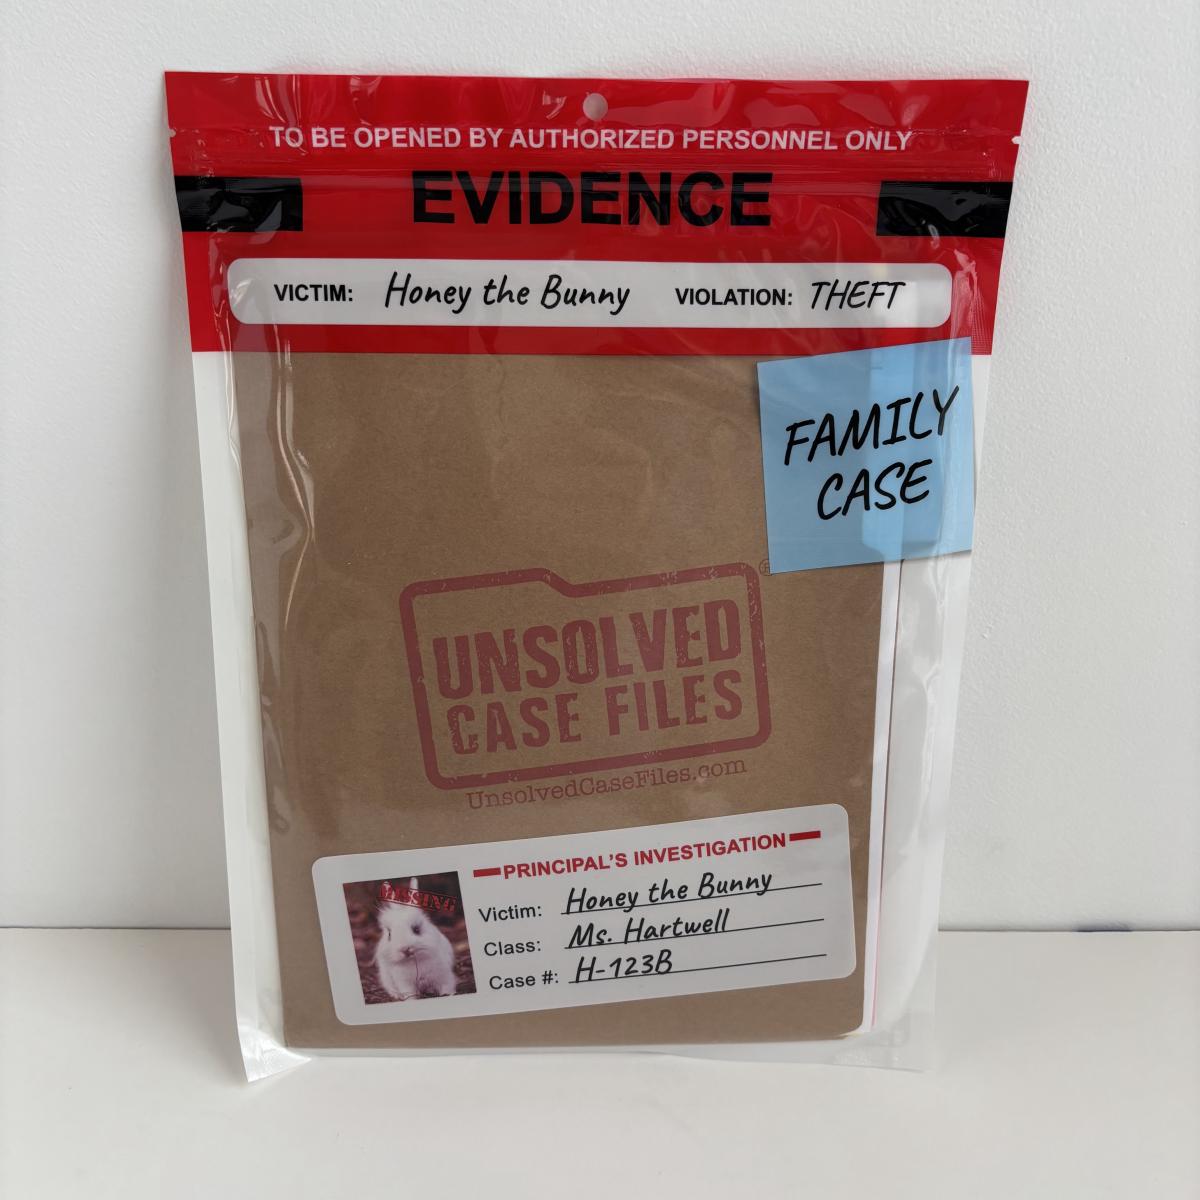 TO BE OPENED BY AUTHORIZED PERSONNEL ONLY
EVIDENCE
VICTIM: Honey the Bunny VIOLATION: THEFT
FAMILY
CASE
UNSOLVED
CASE FILES
®
UnsolvedCaseFiles.com
PRINCIPAL'S INVESTIGATION
MISSING
Victim: Honey the Bunny
Class: Ms. Hartwell
Case #: H-123B